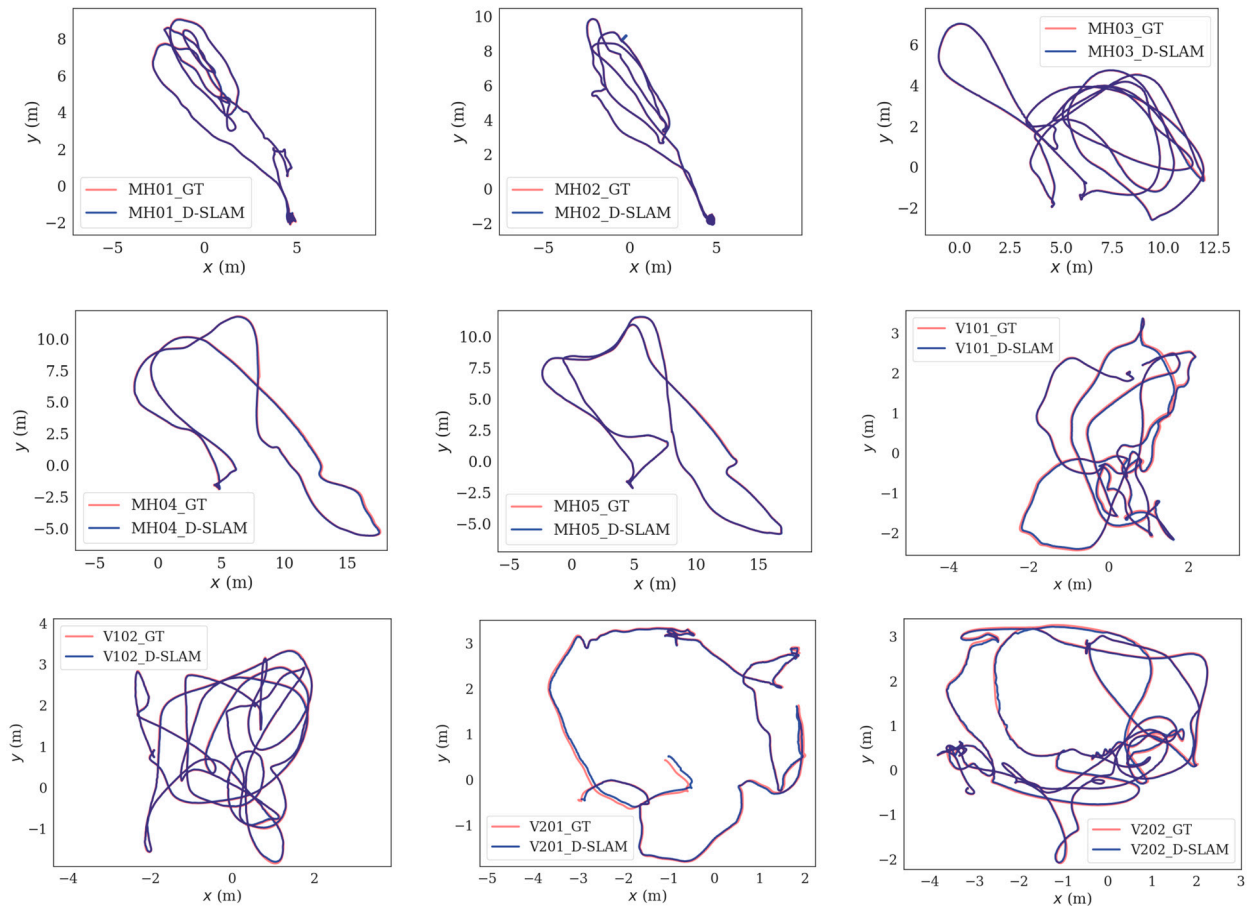 8
6
4
2
0
−2
y (m)
MH01_GT
MH01_D-SLAM
−5
0
5
x (m)
10
8
6
4
2
0
−2
y (m)
MH02_GT
MH02_D-SLAM
−5
0
5
x (m)
6
4
2
0
−2
y (m)
MH03_GT
MH03_D-SLAM
0.0
2.5
5.0
7.5
10.0
12.5
x (m)
10.0
7.5
5.0
2.5
0.0
−2.5
−5.0
y (m)
MH04_GT
MH04_D-SLAM
−5
0
5
10
15
x (m)
10.0
7.5
5.0
2.5
0.0
−2.5
−5.0
y (m)
MH05_GT
MH05_D-SLAM
−5
0
5
10
15
x (m)
3
2
1
0
−1
−2
y (m)
V101_GT
V101_D-SLAM
−4
−2
0
2
x (m)
4
3
2
1
0
−1
y (m)
V102_GT
V102_D-SLAM
−4
−2
0
2
x (m)
3
2
1
0
−1
y (m)
V201_GT
V201_D-SLAM
−5
−4
−3
−2
−1
0
1
2
x (m)
3
2
1
0
−1
−2
y (m)
V202_GT
V202_D-SLAM
−4
−3
−2
−1
0
1
2
3
x (m)